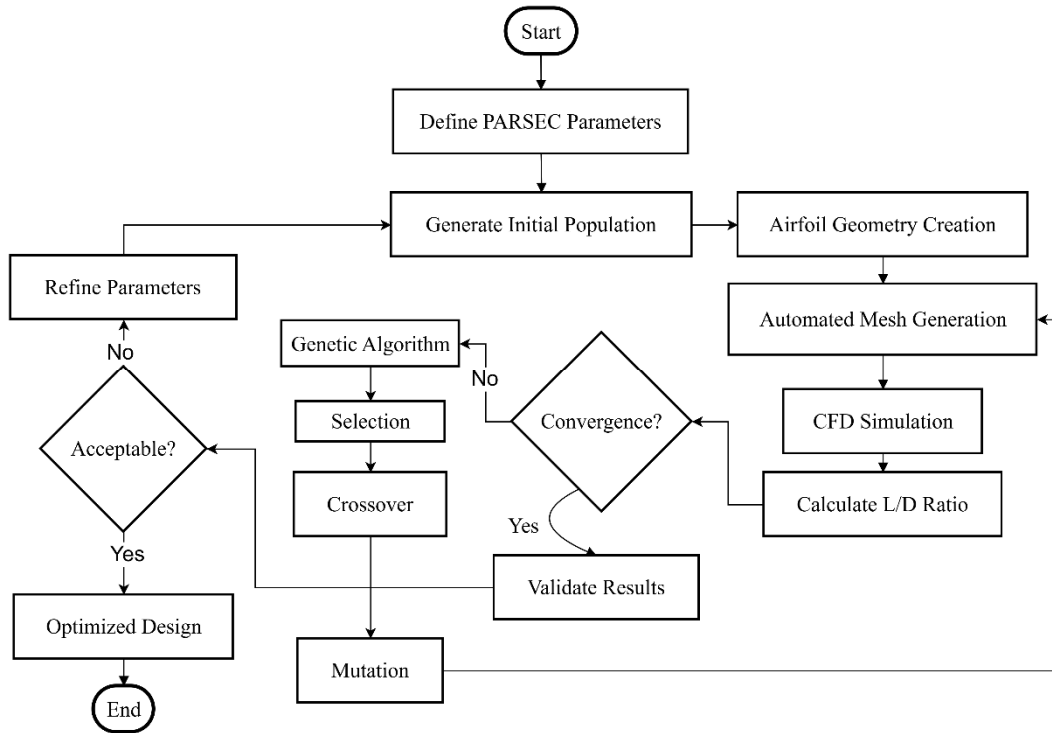 Start
Define PARSEC Parameters
Generate Initial Population
Airfoil Geometry Creation
Refine Parameters
Automated Mesh Generation
Genetic Algorithm
No
No
Selection
Convergence?
CFD Simulation
Acceptable?
Crossover
Calculate L/D Ratio
Yes
Yes
Validate Results
Optimized Design
Mutation
End